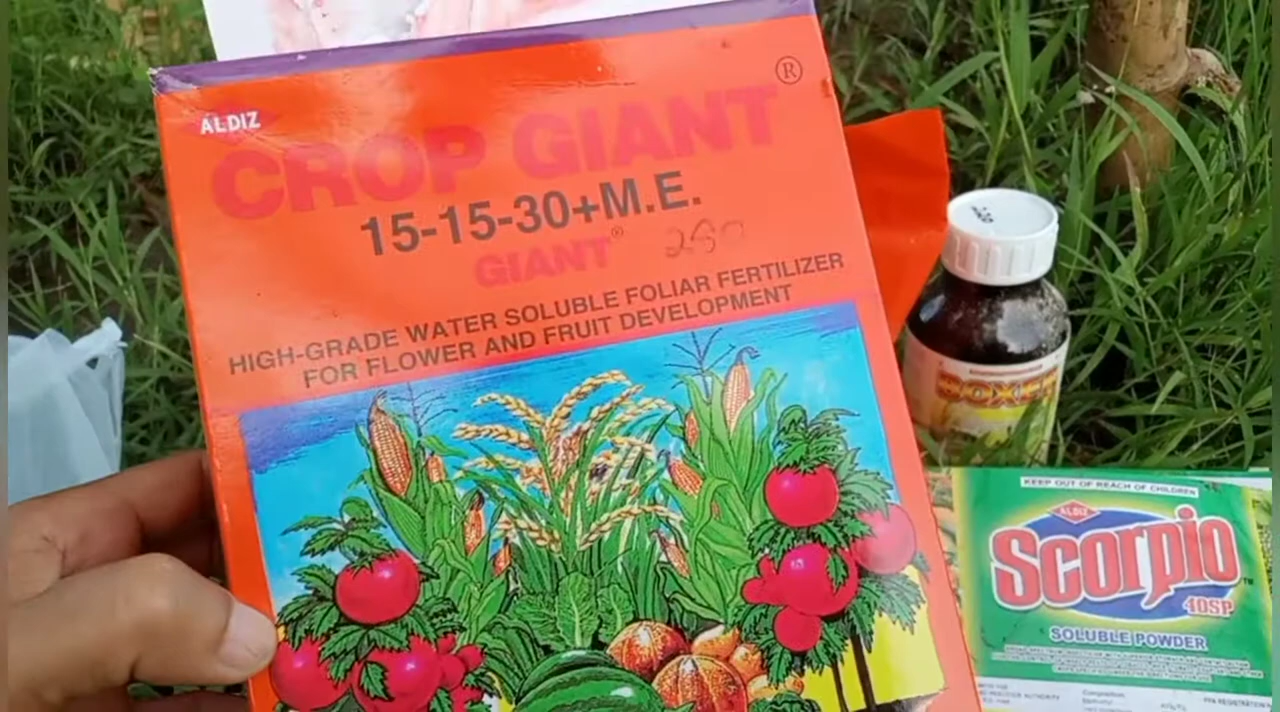 ALDIZ
CROP GIANT®
15-15-30+M.E.
GIANT®
HIGH-GRADE WATER SOLUBLE FOLIAR FERTILIZER
FOR FLOWER AND FRUIT DEVELOPMENT
BOXER
KEEP OUT OF REACH OF CHILDREN
ALDIZ
Scorpio™
40SP
SOLUBLE POWDER